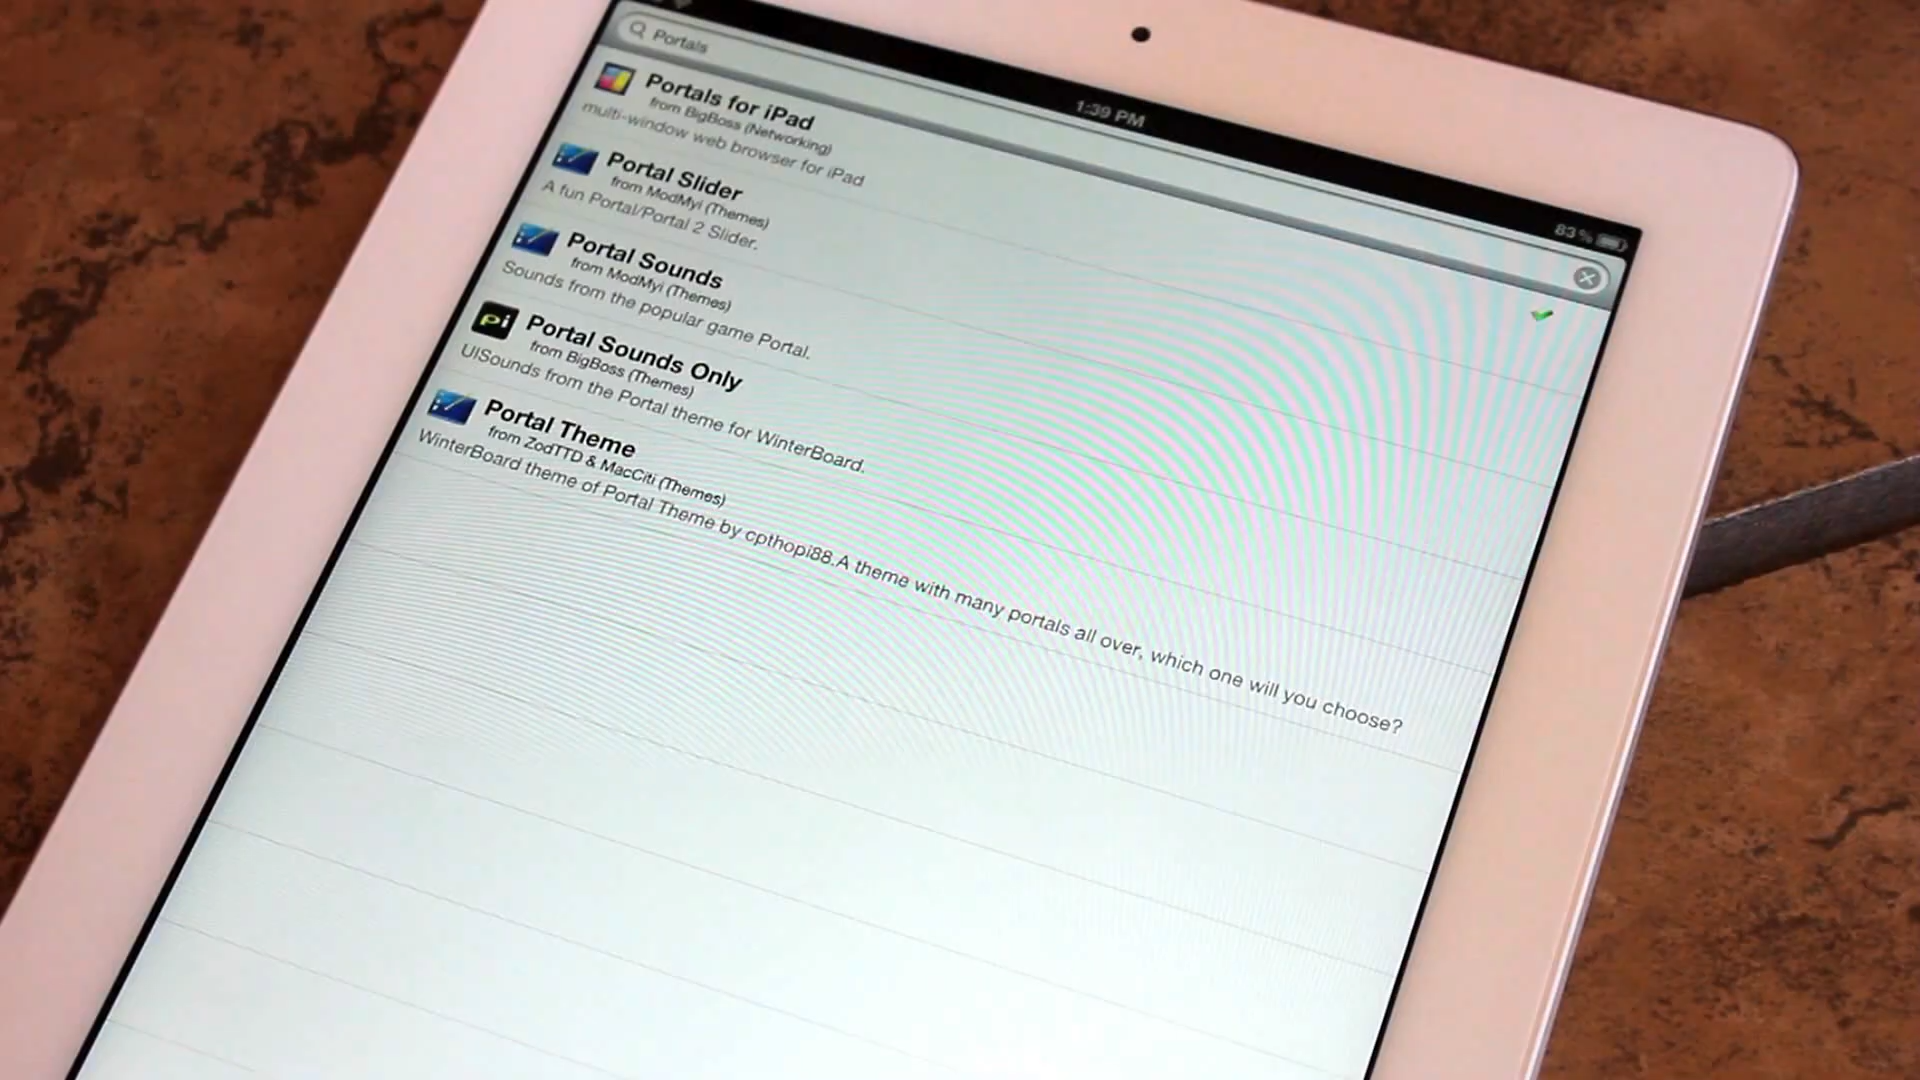 1:39 PM
83%
Portals
Portals for iPad
from BigBoss (Networking)
multi-window web browser for iPad
Portal Slider
from ModMyi (Themes)
A fun Portal/Portal 2 Slider.
Portal Sounds
from ModMyi (Themes)
Sounds from the popular game Portal.
pi
Portal Sounds Only
from BigBoss (Themes)
UISounds from the Portal theme for WinterBoard.
Portal Theme
from ZodTTD & MacCiti (Themes)
WinterBoard theme of Portal Theme by cpthopi88.A theme with many portals all over, which one will you choose?